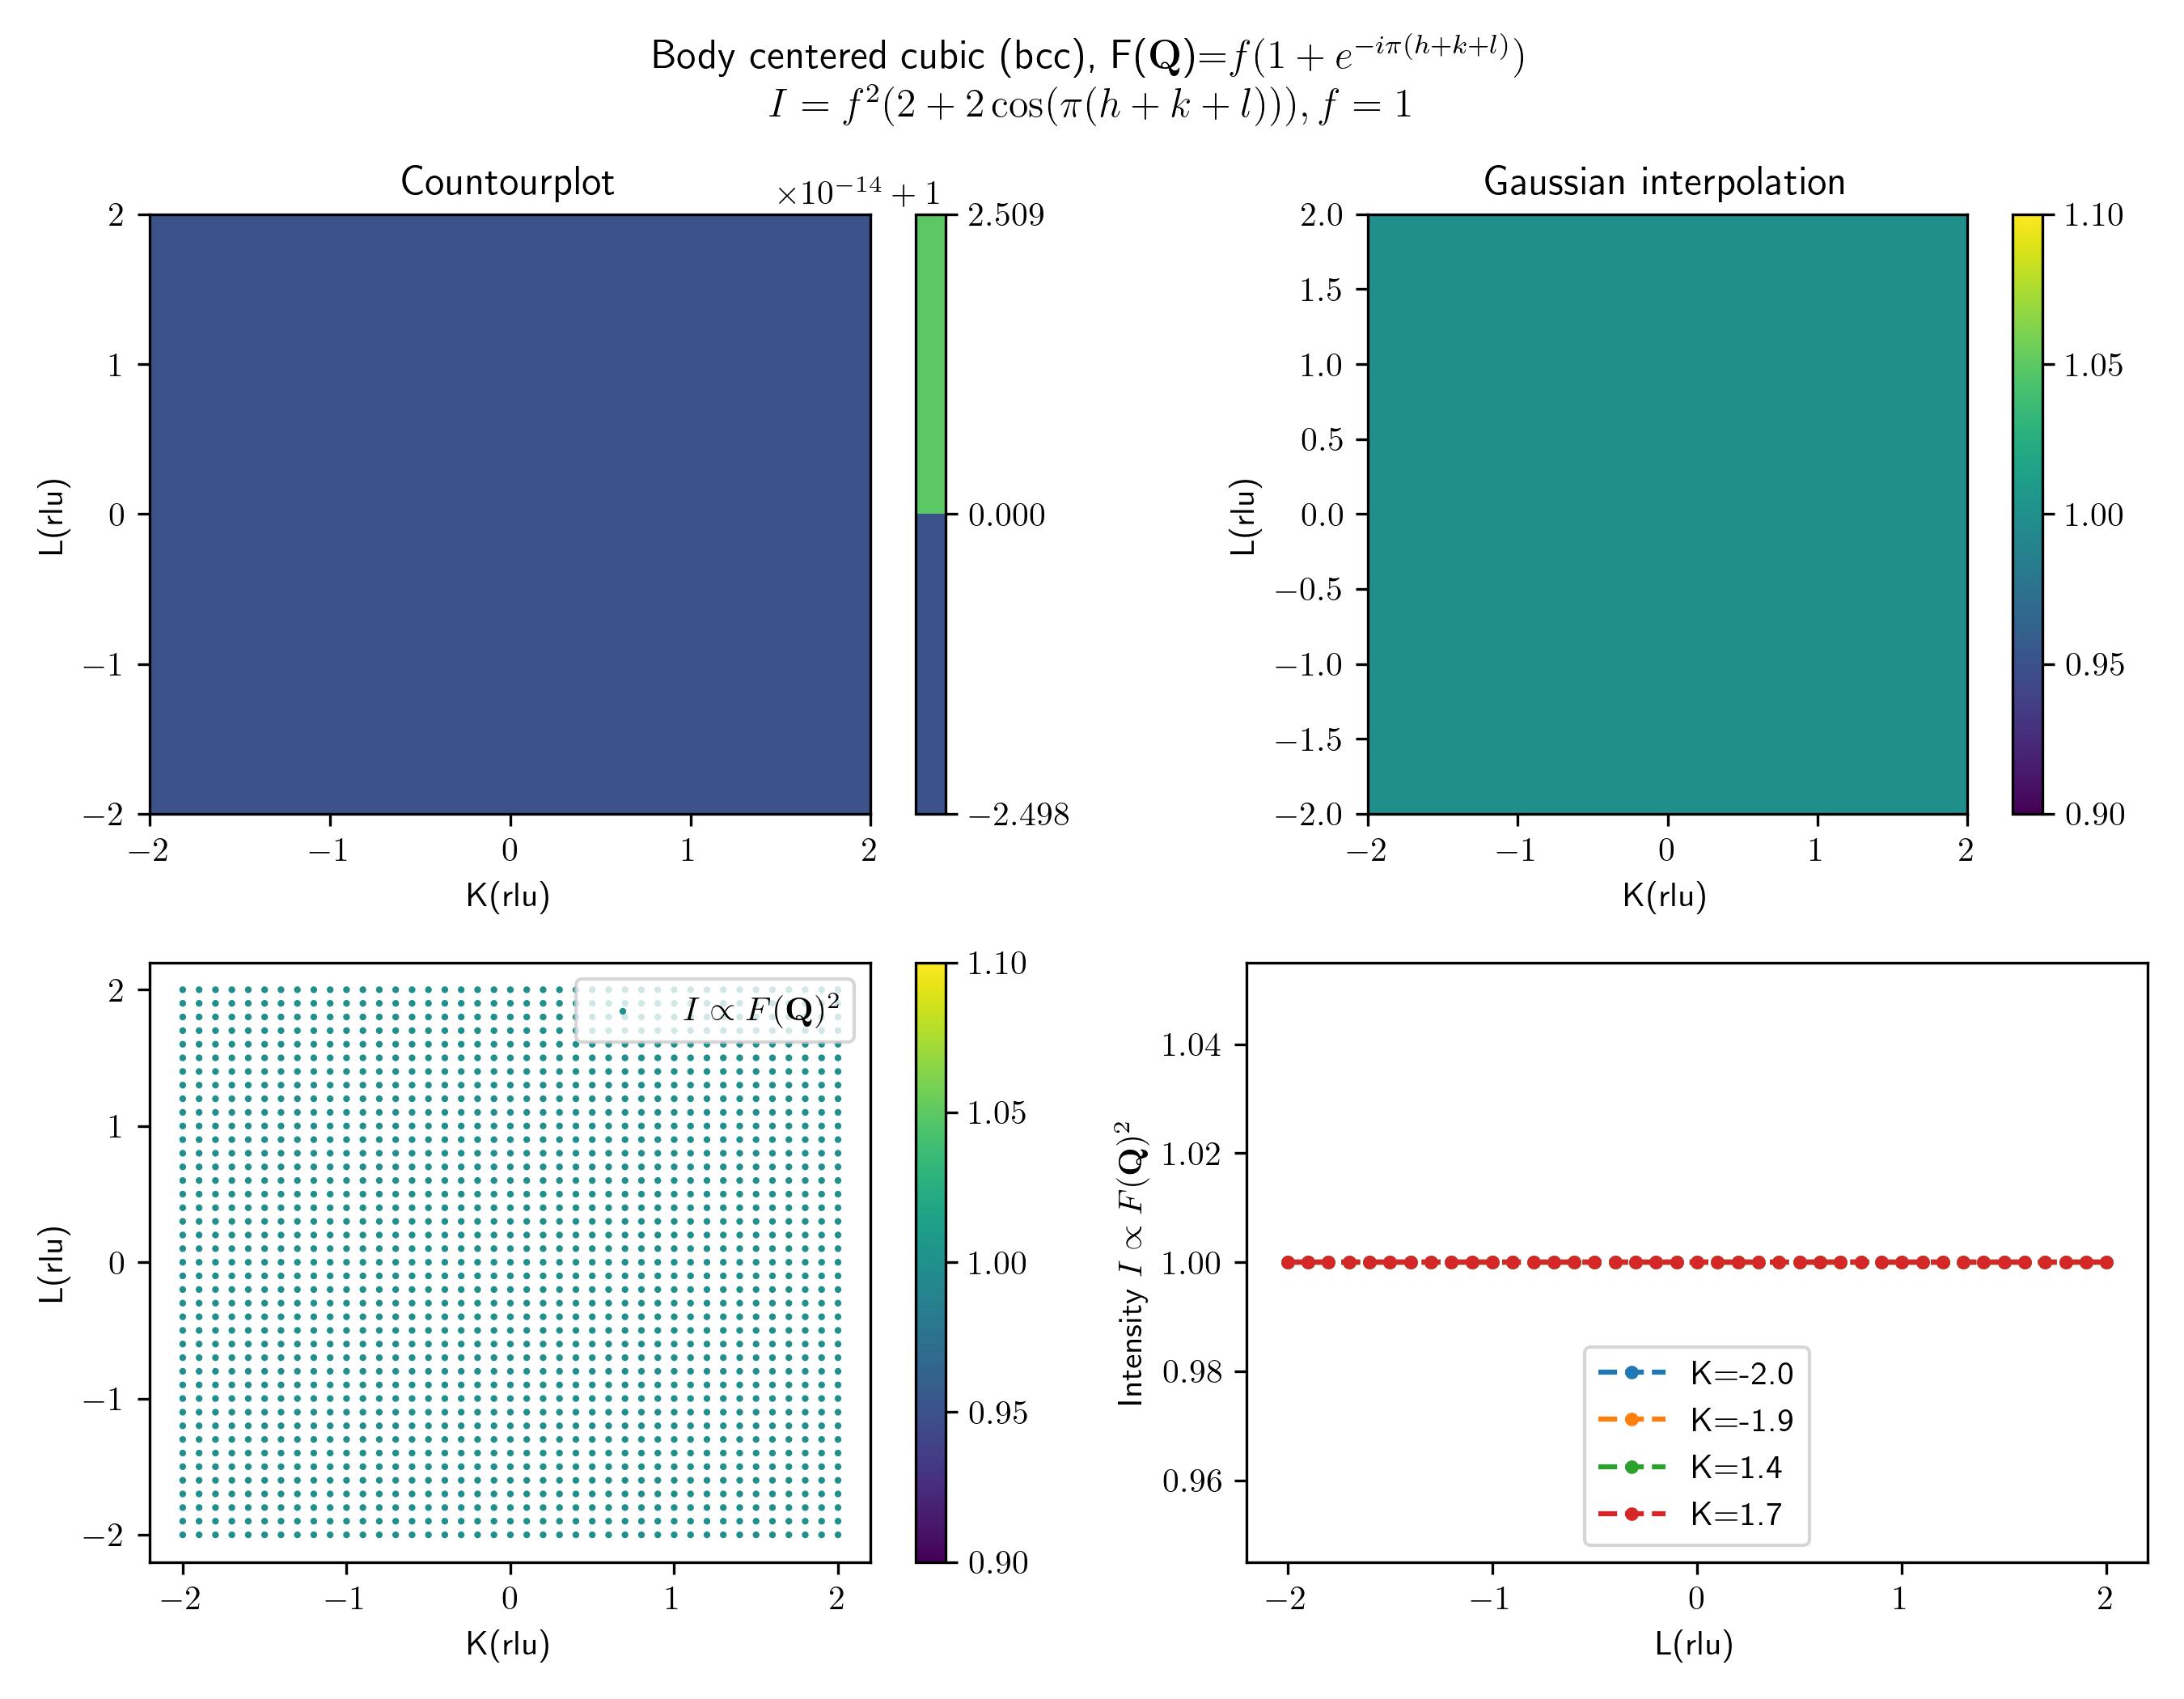 Body centered cubic (bcc), F(Q)=f(1 + e^{-iπ(h+k+l)})
I = f^2(2 + 2 cos(π(h + k + l))), f = 1
Countourplot
×10^{-14} + 1
2
1
0
−1
−2
L(rlu)
−2 −1 0 1 2
K(rlu)
2.509
0.000
−2.498
Gaussian interpolation
2.0
1.5
1.0
0.5
0.0
−0.5
−1.0
−1.5
−2.0
L(rlu)
−2 −1 0 1 2
K(rlu)
1.10
1.05
1.00
0.95
0.90
I ∝ F(Q)^2
2
1
0
−1
−2
L(rlu)
−2 −1 0 1 2
K(rlu)
1.10
1.05
1.00
0.95
0.90
Intensity I ∝ F(Q)^2
1.04
1.02
1.00
0.98
0.96
K=-2.0
K=-1.9
K=1.4
K=1.7
−2 −1 0 1 2
L(rlu)